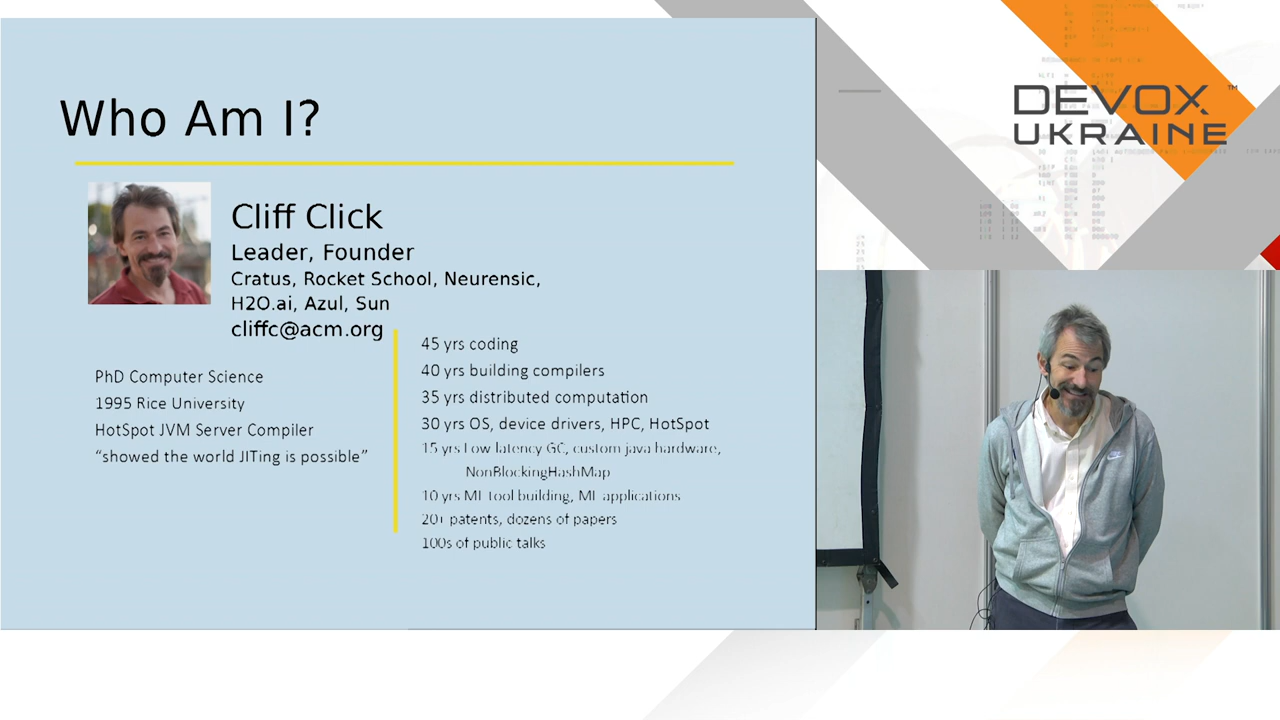 Who Am I?
Cliff Click
Leader, Founder
Cratus, Rocket School, Neurensic,
H2O.ai, Azul, Sun
cliffc@acm.org
PhD Computer Science
1995 Rice University
HotSpot JVM Server Compiler
“showed the world JITing is possible”
45 yrs coding
40 yrs building compilers
35 yrs distributed computation
30 yrs OS, device drivers, HPC, HotSpot
15 yrs Low latency GC, custom java hardware,
NonBlockingHashMap
10 yrs ML tool building, ML applications
20+ patents, dozens of papers
100s of public talks
DEVOX™
UKRAINE